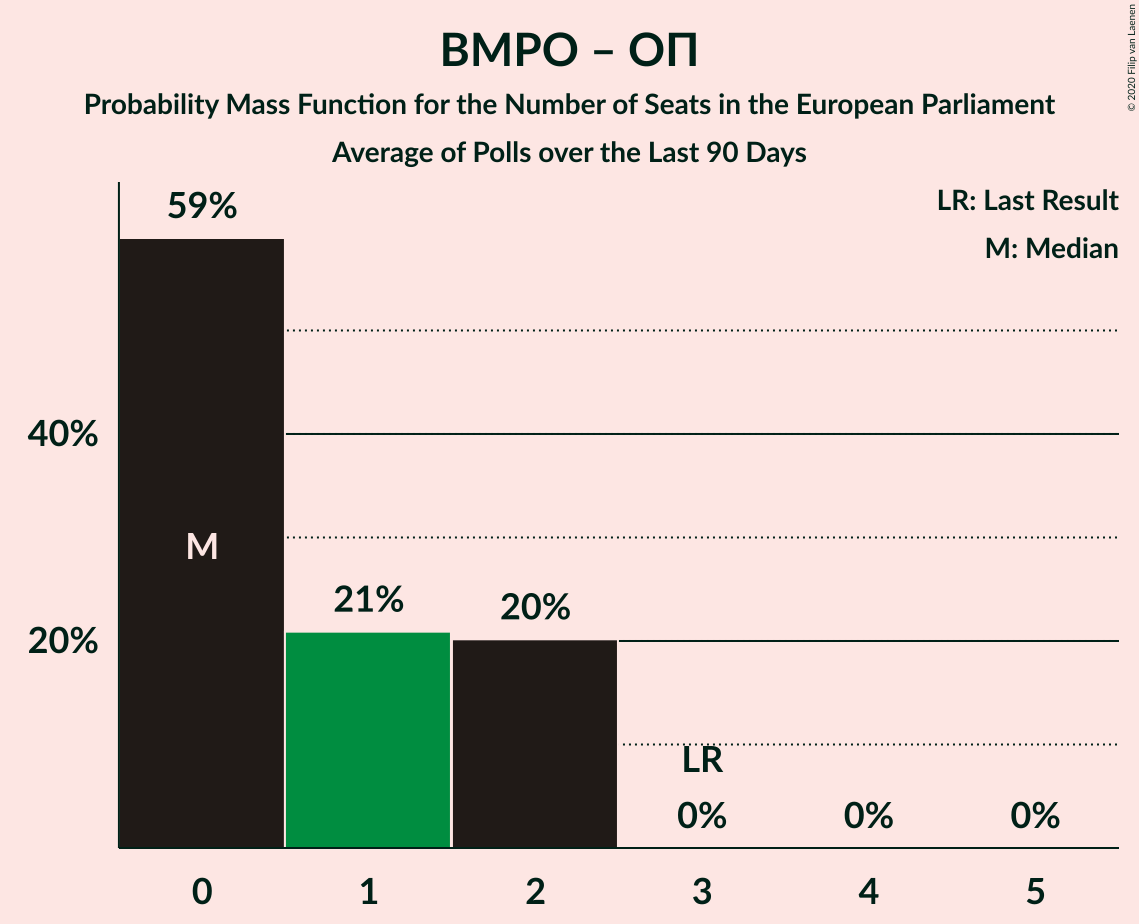 ВМРО – ОП
Probability Mass Function for the Number of Seats in the European Parliament
Average of Polls over the Last 90 Days
© 2020 Filip van Laenen
LR: Last Result
M: Median
59%
40%
M
21%
20%
20%
LR
0%
0%
0%
0
1
2
3
4
5